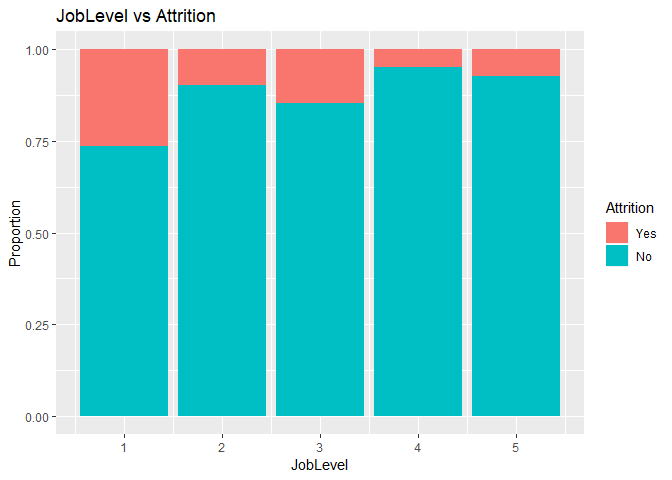 JobLevel vs Attrition
1.00
0.75
0.50
0.25
0.00
Proportion
1 2 3 4 5
JobLevel
Attrition
Yes
No